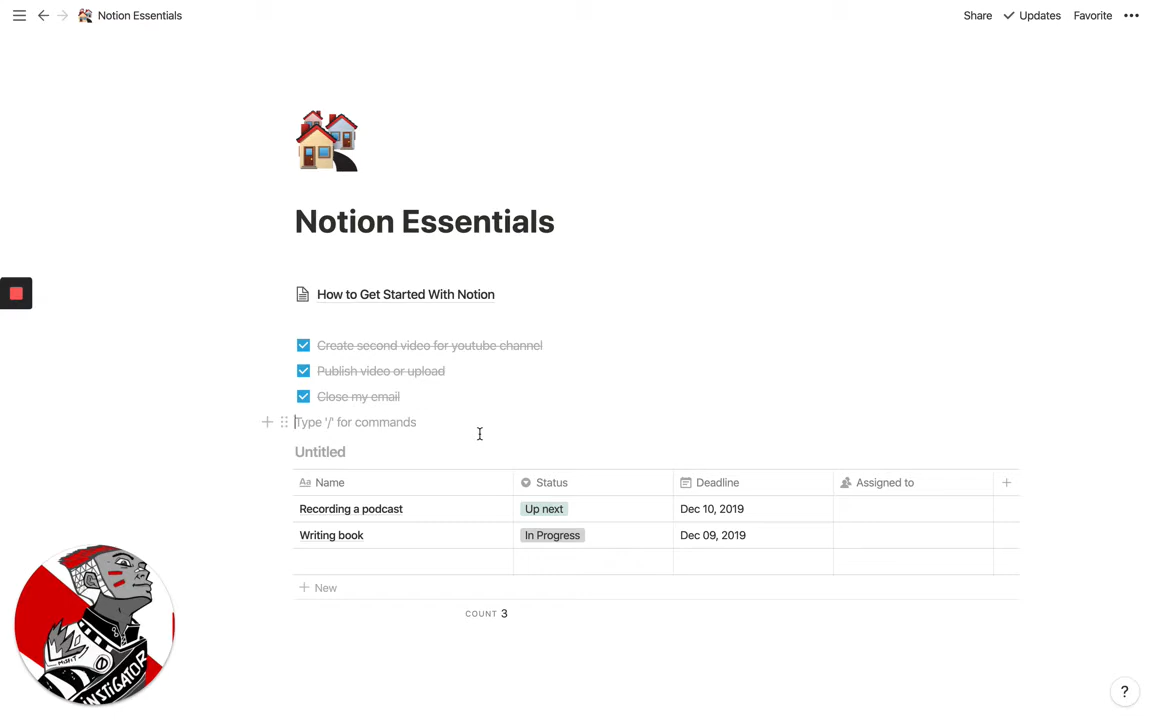 Notion Essentials
Share Updates Favorite
Notion Essentials
How to Get Started With Notion
Create second video for youtube channel
Publish video or upload
Close my email
Type '/' for commands
Untitled
Aa Name Status Deadline Assigned to
Recording a podcast Up next Dec 10, 2019
Writing book In Progress Dec 09, 2019
New
COUNT 3
MISFIT
INSTIGATOR
?